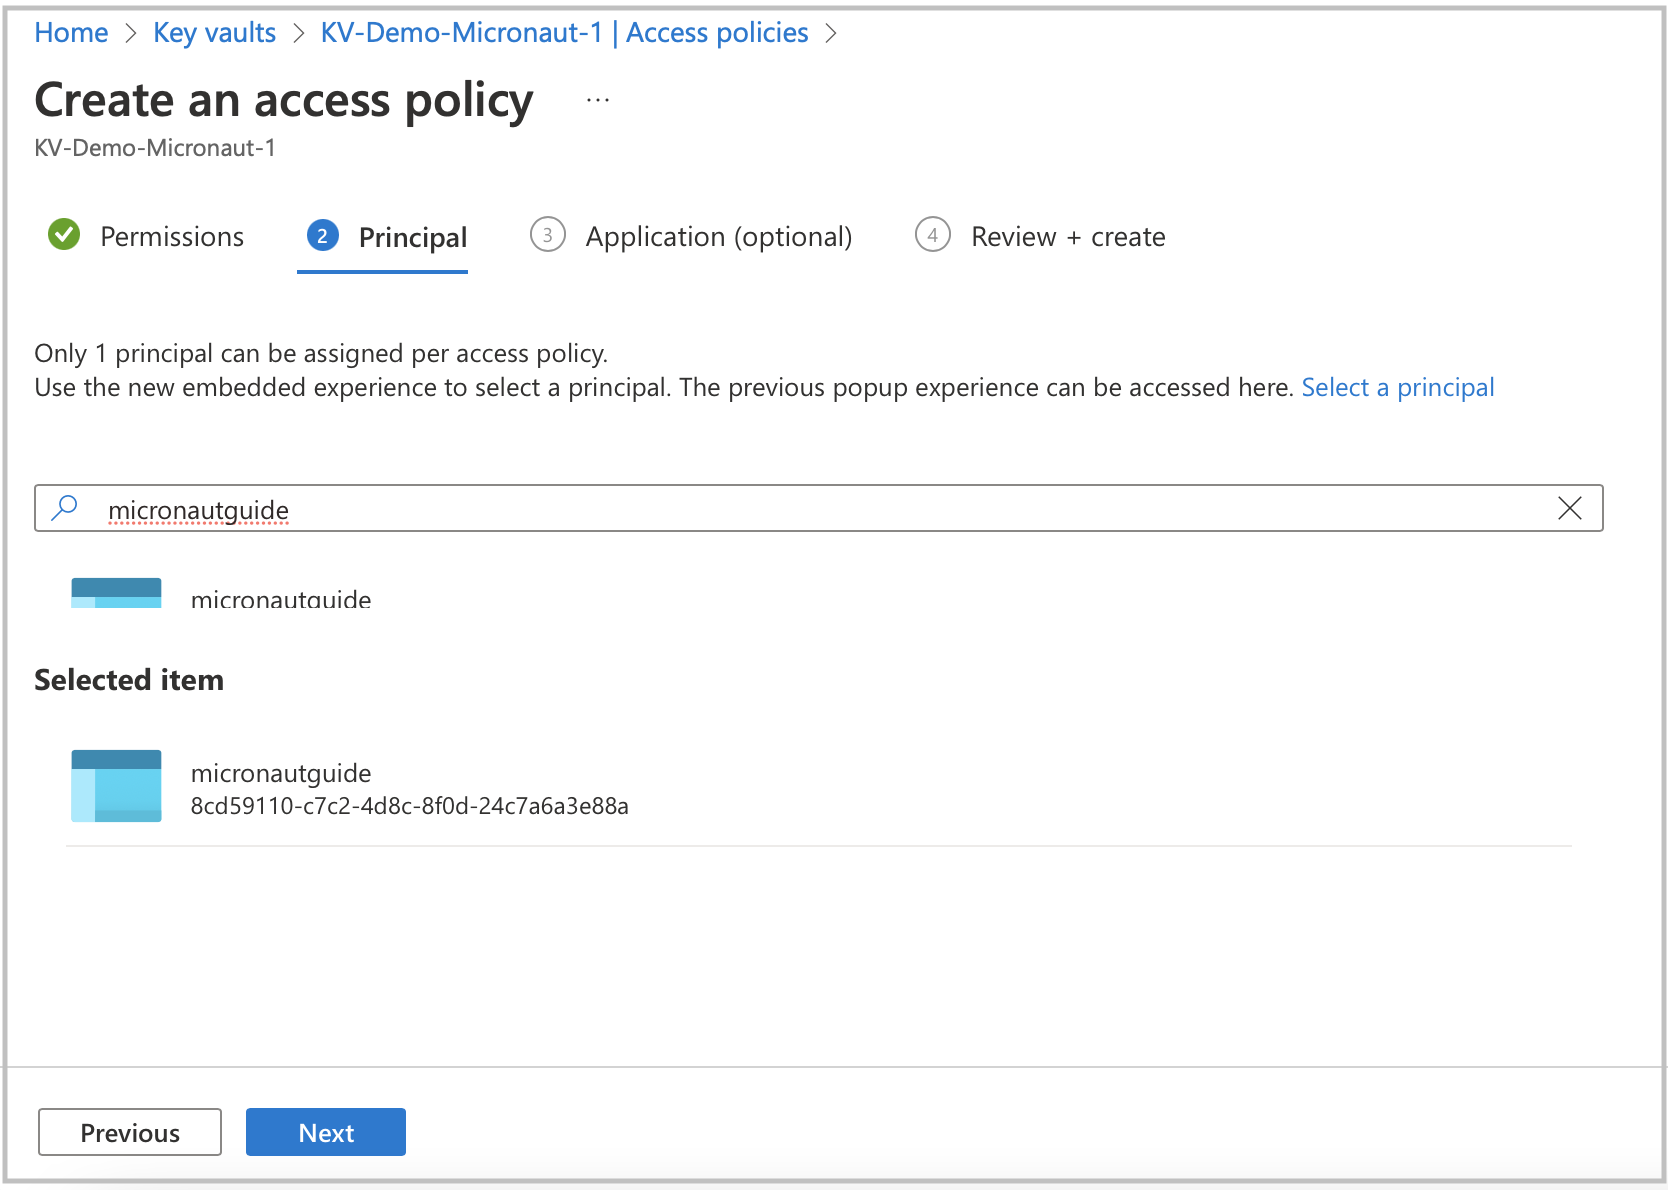 Home > Key vaults > KV-Demo-Micronaut-1 | Access policies >
Create an access policy ...
KV-Demo-Micronaut-1
Permissions 2 Principal 3 Application (optional) 4 Review + create
Only 1 principal can be assigned per access policy.
Use the new embedded experience to select a principal. The previous popup experience can be accessed here. Select a principal
micronautguide
micronautguide
Selected item
micronautguide
8cd59110-c7c2-4d8c-8f0d-24c7a6a3e88a
Previous Next